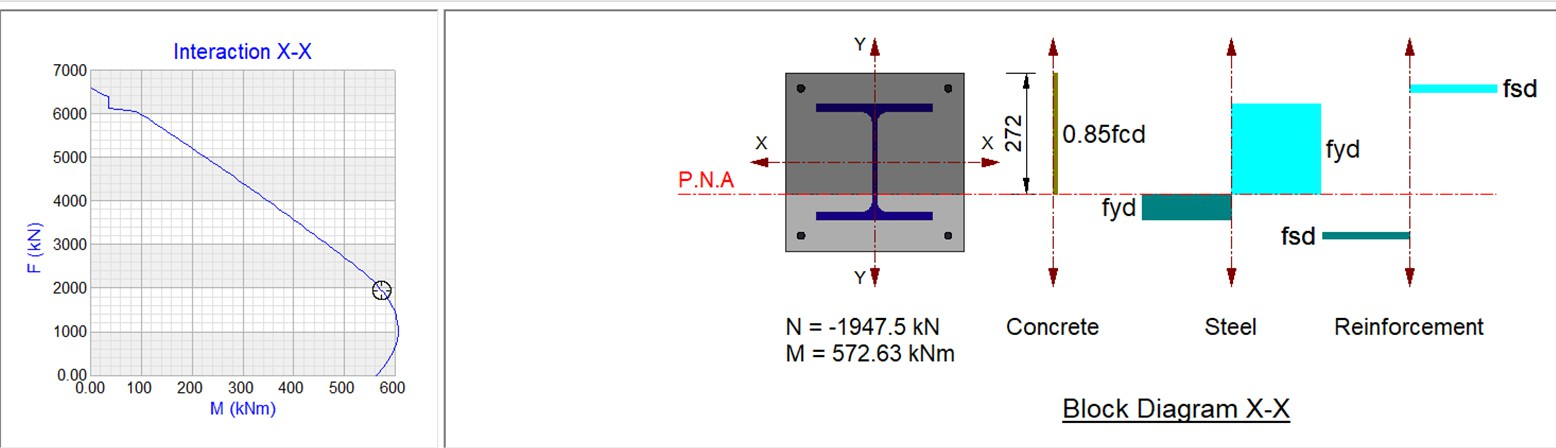 Interaction X-X
7000
6000
5000
4000
3000
2000
1000
0.00
0.00 100 200 300 400 500 600
F (kN)
M (kNm)
Y
X X
P.N.A
Y
272
0.85fcd
fyd
fyd
fsd
fsd
N = -1947.5 kN
M = 572.63 kNm
Concrete Steel Reinforcement
Block Diagram X-X